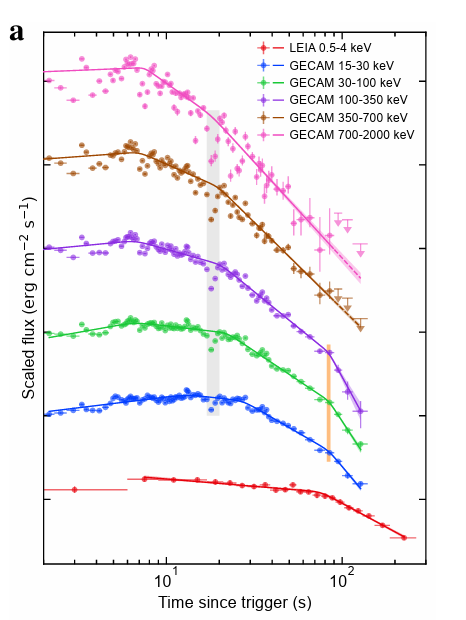 a
LEIA 0.5-4 keV
GECAM 15-30 keV
GECAM 30-100 keV
GECAM 100-350 keV
GECAM 350-700 keV
GECAM 700-2000 keV
Scaled flux (erg cm⁻² s⁻¹)
10¹ 10²
Time since trigger (s)